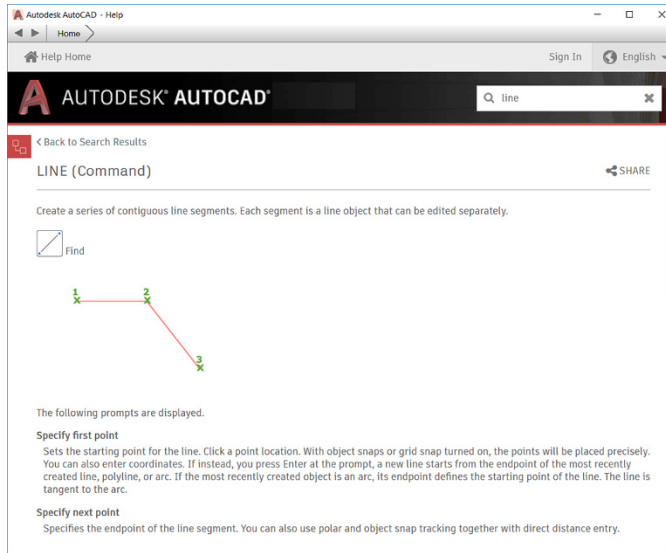 Autodesk AutoCAD - Help
Home
Help Home
Sign In
English
AUTODESK® AUTOCAD®
line
< Back to Search Results
LINE (Command)
SHARE
Create a series of contiguous line segments. Each segment is a line object that can be edited separately.
Find
1
2
3
The following prompts are displayed.
Specify first point
Sets the starting point for the line. Click a point location. With object snaps or grid snap turned on, the points will be placed precisely.
You can also enter coordinates. If instead, you press Enter at the prompt, a new line starts from the endpoint of the most recently
created line, polyline, or arc. If the most recently created object is an arc, its endpoint defines the starting point of the line. The line is
tangent to the arc.
Specify next point
Specifies the endpoint of the line segment. You can also use polar and object snap tracking together with direct distance entry.